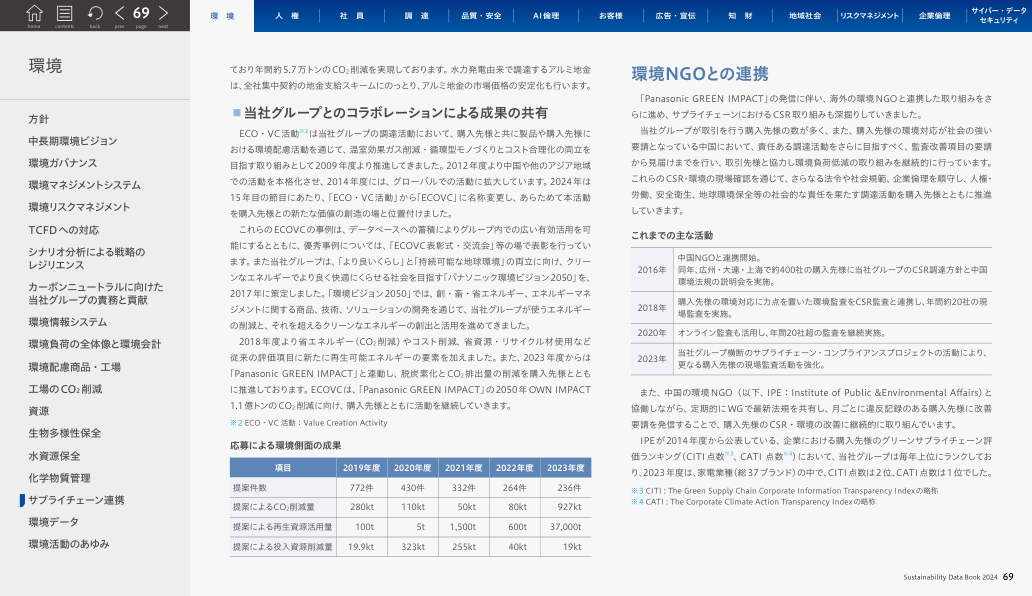 home
contents
back
prev
69
page
next
環 境
人 権
社 員
調 達
品質・安全
AI倫理
お客様
広告・宣伝
知 財
地域社会
リスクマネジメント
企業倫理
サイバー・データ
セキュリティ
環境
方針
中長期環境ビジョン
環境ガバナンス
環境マネジメントシステム
環境リスクマネジメント
TCFDへの対応
シナリオ分析による戦略の
レジリエンス
カーボンニュートラルに向けた
当社グループの責務と貢献
環境情報システム
環境負荷の全体像と環境会計
環境配慮商品・工場
工場のCO₂削減
資源
生物多様性保全
水資源保全
化学物質管理
サプライチェーン連携
環境データ
環境活動のあゆみ
ており年間約5.7万トンのCO₂削減を実現しております。水力発電由来で調達するアルミ地金
は、全社集中契約の地金支給スキームにのっとり、アルミ地金の市場価格の安定化も行います。
■ 当社グループとのコラボレーションによる成果の共有
ECO・VC活動※2は当社グループの調達活動において、購入先様と共に製品や購入先様に
おける環境配慮活動を通じて、温室効果ガス削減・循環型モノづくりとコスト合理化の両立を
目指す取り組みとして2009年度より推進してきました。2012年度より中国や他のアジア地域
での活動を本格化させ、2014年度には、グローバルでの活動に拡大しています。2024年は
15年目の節目にあたり、「ECO・VC活動」から「ECOVC」に名称変更し、あらためて本活動
を購入先様との新たな価値の創造の場と位置付けました。
これらのECOVCの事例は、データベースへの蓄積によりグループ内での広い有効活用を可
能にするとともに、優秀事例については、「ECOVC表彰式・交流会」等の場で表彰を行ってい
ます。また当社グループは、「より良いくらし」と「持続可能な地球環境」の両立に向け、クリー
ンなエネルギーでより良く快適にくらせる社会を目指す「パナソニック環境ビジョン2050」を、
2017年に策定しました。「環境ビジョン2050」では、創・畜・省エネルギー、エネルギーマネ
ジメントに関する商品、技術、ソリューションの開発を通じて、当社グループが使うエネルギー
の削減と、それを超えるクリーンなエネルギーの創出と活用を進めてきました。
2018年度より省エネルギー（CO₂削減）やコスト削減、省資源・リサイクル材使用など
従来の評価項目に新たに再生可能エネルギーの要素を加えました。また、2023年度からは
「Panasonic GREEN IMPACT」と連動し、脱炭素化とCO₂排出量の削減を購入先様ととも
に推進しております。ECOVCは、「Panasonic GREEN IMPACT」の2050年OWN IMPACT
1.1億トンのCO₂削減に向け、購入先様とともに活動を継続していきます。
※2 ECO・VC 活動：Value Creation Activity
応募による環境側面の成果
項目 2019年度 2020年度 2021年度 2022年度 2023年度
提案件数 772件 430件 332件 264件 236件
提案によるCO₂削減量 280kt 110kt 50kt 80kt 927kt
提案による再生資源活用量 100t 5t 1,500t 600t 37,000t
提案による投入資源削減量 19.9kt 323kt 255kt 40kt 19kt
環境NGOとの連携
「Panasonic GREEN IMPACT」の発信に伴い、海外の環境NGOと連携した取り組みをさ
らに進め、サプライチェーンにおけるCSR取り組みも深掘りしていきました。
当社グループが取引を行う購入先様の数が多く、また、購入先様の環境対応が社会の強い
要請となっている中国において、責任ある調達活動をさらに目指すべく、監査改善項目の要請
から見届けまでを行い、取引先様と協力し環境負荷低減の取り組みを継続的に行っています。
これらのCSR・環境の現場確認を通じて、さらなる法令や社会規範、企業倫理を順守し、人権・
労働、安全衛生、地球環境保全等の社会的な責任を果たす調達活動を購入先様とともに推進
していきます。
これまでの主な活動
2016年 中国NGOと連携開始。
同年、広州・大連・上海で約400社の購入先様に当社グループのCSR調達方針と中国
環境法規の説明会を実施。
2018年 購入先様の環境対応に力点を置いた環境監査をCSR監査と連携し、年間約20社の現
場監査を実施。
2020年 オンライン監査も活用し、年間20社超の監査を継続実施。
2023年 当社グループ横断のサプライチェーン・コンプライアンスプロジェクトの活動により、
更なる購入先様の現場監査活動を強化。
また、中国の環境NGO（以下、IPE：Institute of Public &Environmental Affairs）と
協働しながら、定期的にWGで最新法規を共有し、月ごとに違反記録のある購入先様に改善
要請を発信することで、購入先様のCSR・環境の改善に継続的に取り組んでいます。
IPEが2014年度から公表している、企業における購入先様のグリーンサプライチェーン評
価ランキング（CITI点数※3、CATI点数※4）において、当社グループは毎年上位にランクしてお
り、2023年度は、家電業種（総37ブランド）の中で、CITI点数は2位、CATI点数は1位でした。
※3 CITI : The Green Supply Chain Corporate Information Transparency Indexの略称
※4 CATI : The Corporate Climate Action Transparency Indexの略称
Sustainability Data Book 2024 69